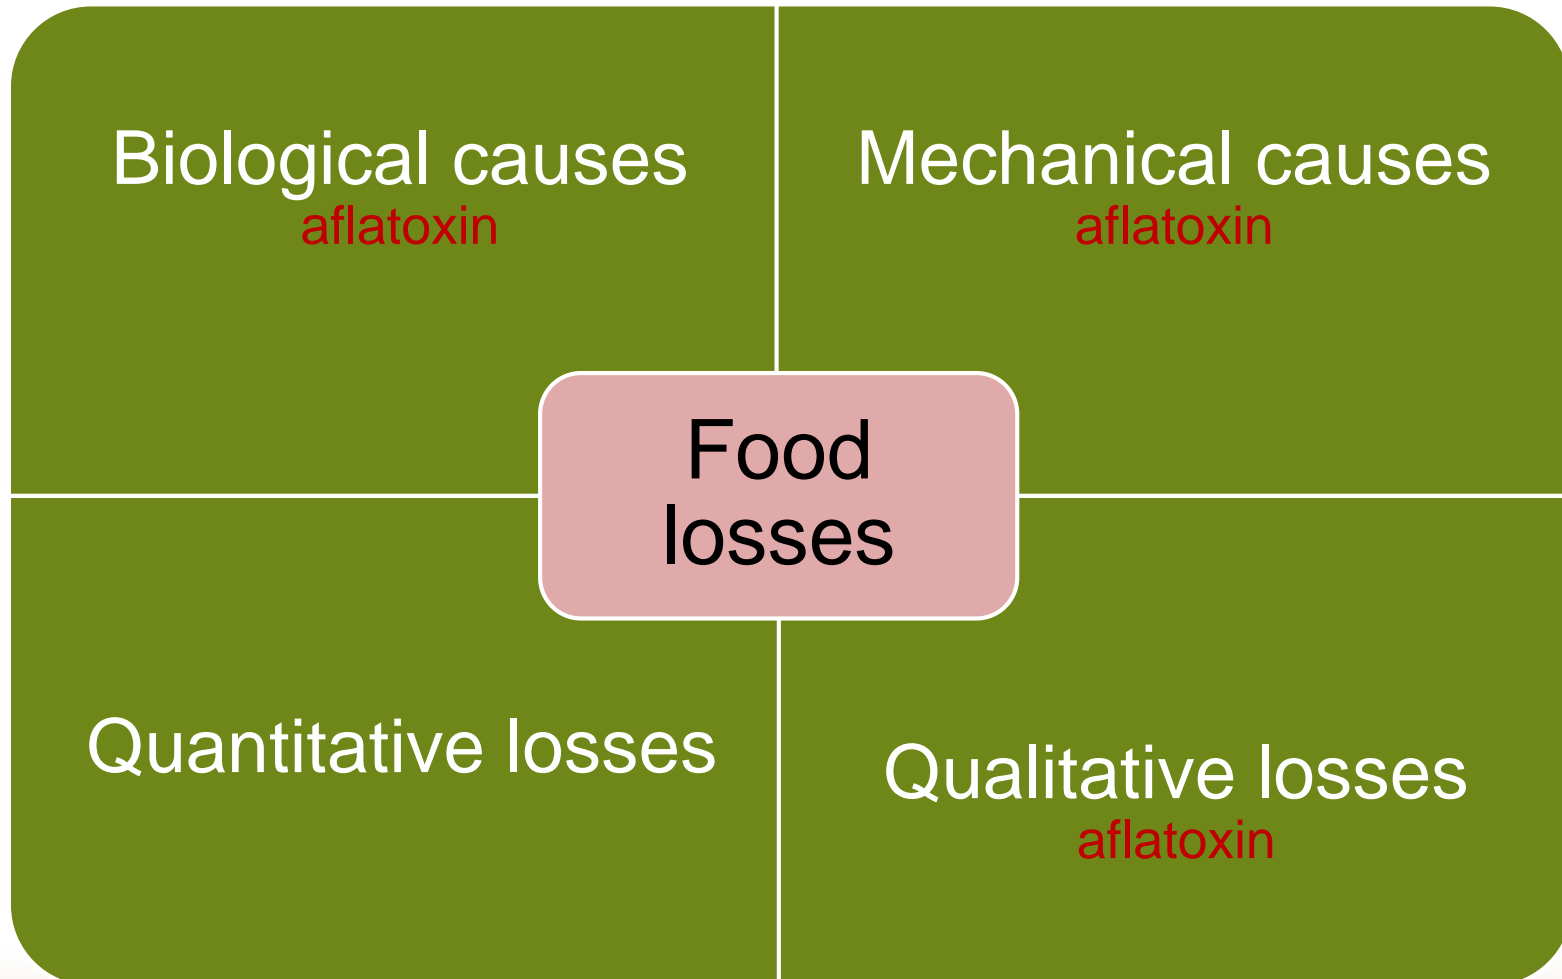 Biological causes
aflatoxin
Mechanical causes
aflatoxin
Food
losses
Quantitative losses
Qualitative losses
aflatoxin